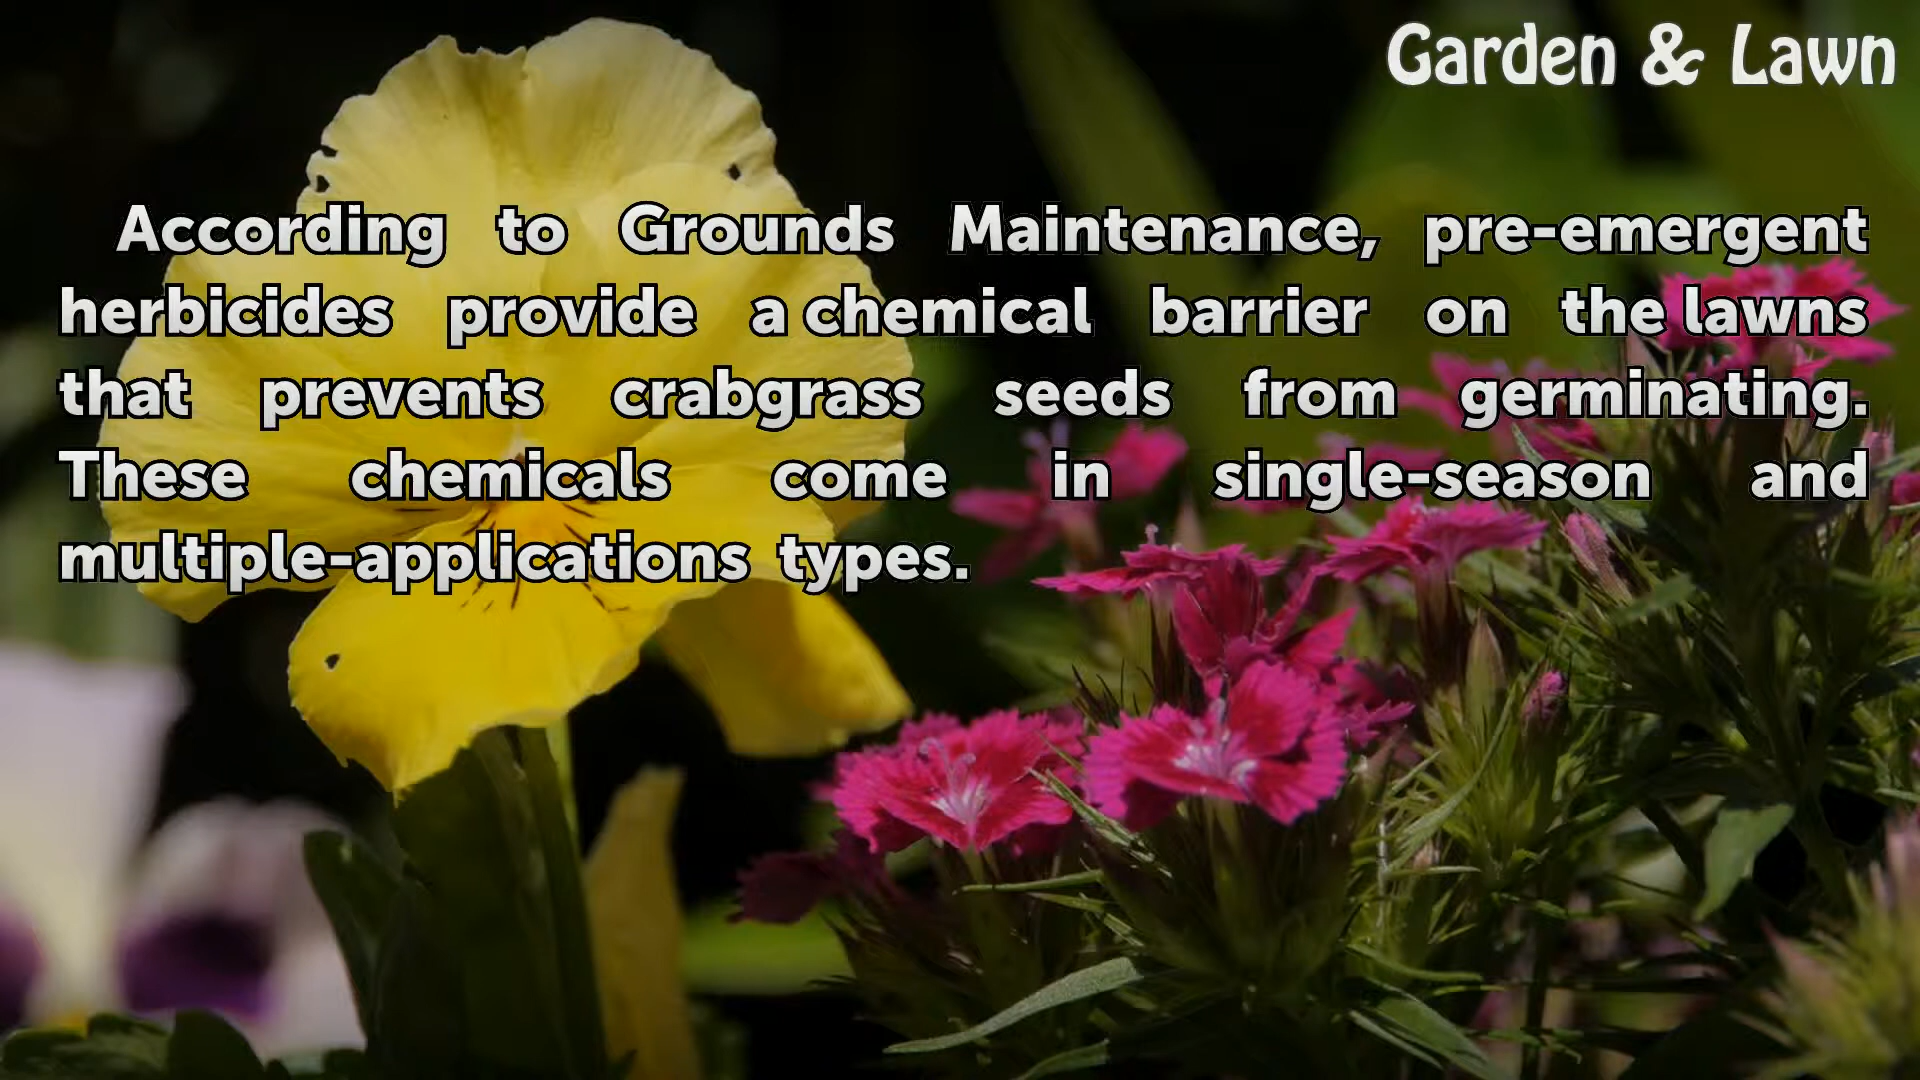 Garden & Lawn
According to Grounds Maintenance, pre-emergent
herbicides provide a chemical barrier on the lawns
that prevents crabgrass seeds from germinating.
These chemicals come in single-season and
multiple-applications types.